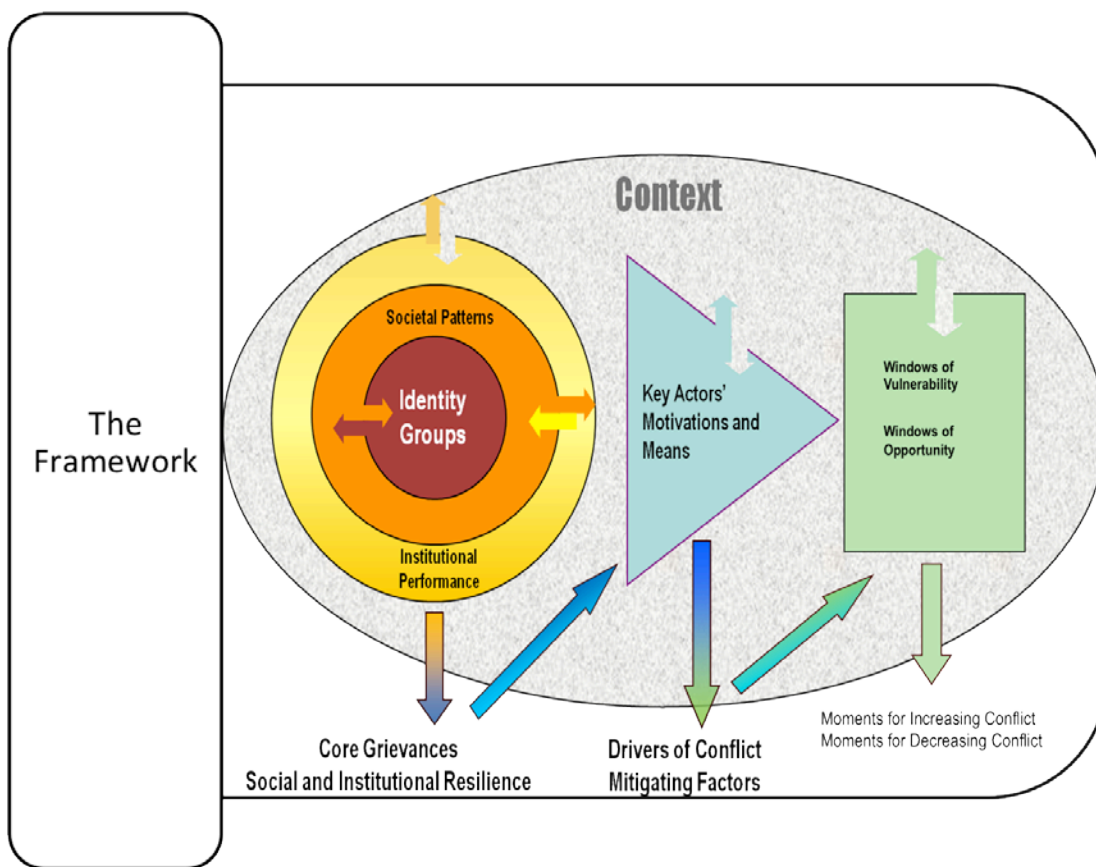 The
Framework
Context
Societal Patterns
Identity
Groups
Institutional
Performance
Key Actors’
Motivations and
Means
Windows of
Vulnerability
Windows of
Opportunity
Core Grievances
Social and Institutional Resilience
Drivers of Conflict
Mitigating Factors
Moments for Increasing Conflict
Moments for Decreasing Conflict